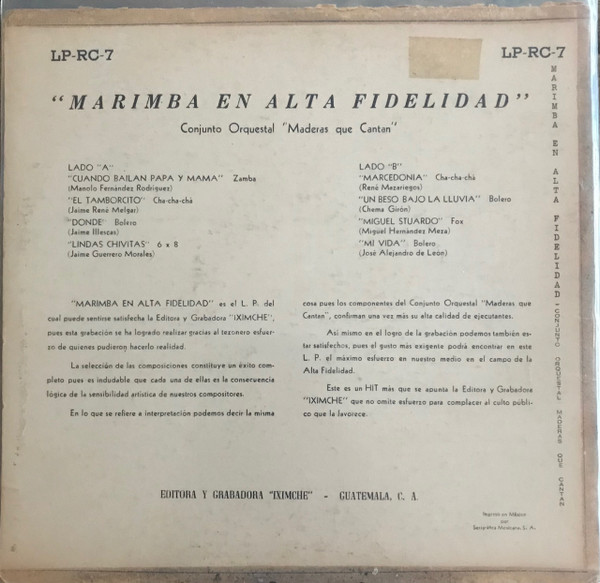 LP-RC-7
LP-RC-7
"MARIMBA EN ALTA FIDELIDAD"
Conjunto Orquestal "Maderas que Cantan"
LADO "A"
"CUANDO BAILAN PAPA Y MAMA" Zamba
(Manolo Fernández Rodríguez)
"EL TAMBORCITO" Cha-cha-chá
(Jaime René Melgar)
"DONDE" Bolero
(Jaime Illescas)
"LINDAS CHIVITAS" 6 x 8
(Jaime Guerrero Morales)
LADO "B"
"MARCEDONIA" Cha-cha-chá
(René Mazariegos)
"UN BESO BAJO LA LLUVIA" Bolero
(Chema Girón)
"MIGUEL STUARDO" Fox
(Miguel Hernández Meza)
"MI VIDA" Bolero
(José Alejandro de León)
"MARIMBA EN ALTA FIDELIDAD" es el L. P. del
cual puede sentirse satisfecha la Editora y Grabadora "IXIMCHE",
pues esta grabación se ha logrado realizar gracias al tezonero esfuer-
zo de quienes pudieron hacerlo realidad.
La selección de las composiciones constituye un éxito com-
plato pues es indudable que cada una de ellas es la consecuencia
lógica de la sensibilidad artística de nuestros compositores.
En lo que se refiere a interpretación podemos decir la misma
cosa pues los componentes del Conjunto Orquestal "Maderas que
Cantan", confirman una vez más su alta calidad de ejecutantes.
Así mismo en el logro de la grabación podemos también es-
tar satisfechos, pues el gusto más exigente podrá encontrar en este
L. P. el máximo esfuerzo en nuestro medio en el campo de la
Alta Fidelidad.
Este es un HIT más que se apunta la Editora y Grabadora
"IXIMCHE" que no omite esfuerzo para complacer al culto públi-
co que la favorece.
EDITORA Y GRABADORA "IXIMCHE" - GUATEMALA, C. A.
en México
por
Mexicana, S. A.
MARIMBA EN ALTA FIDELIDAD-CONJUNTO ORQUESTAL MADERAS QUE CANTAN